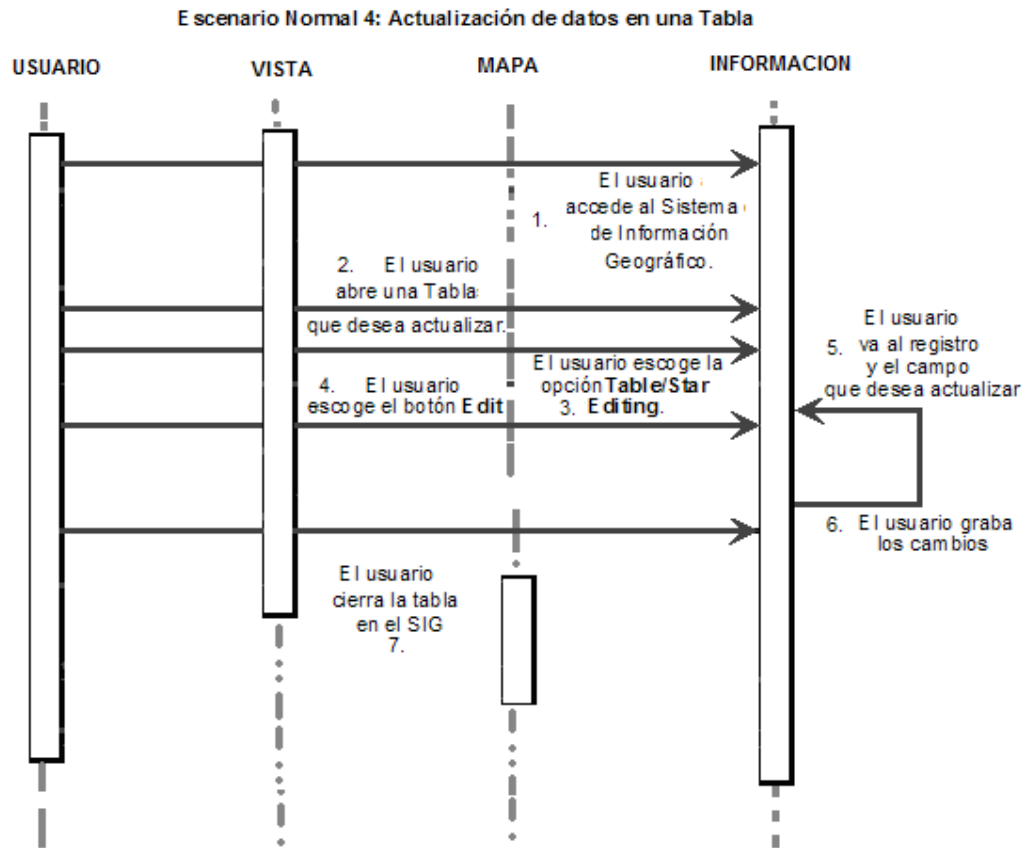 Escenario Normal 4: Actualización de datos en una Tabla
USUARIO
VISTA
MAPA
INFORMACION
El usuario
accede al Sistema
1. de Información
Geográfico.
2. El usuario
abre una Tabla
que desea actualizar.
El usuario escoge la
opción Table/Star
3. Editing.
4. El usuario
escoge el botón Edit
El usuario
5. va al registro
y el campo
que desea actualizar
6. El usuario graba
los cambios
El usuario
cierra la tabla
en el SIG
7.